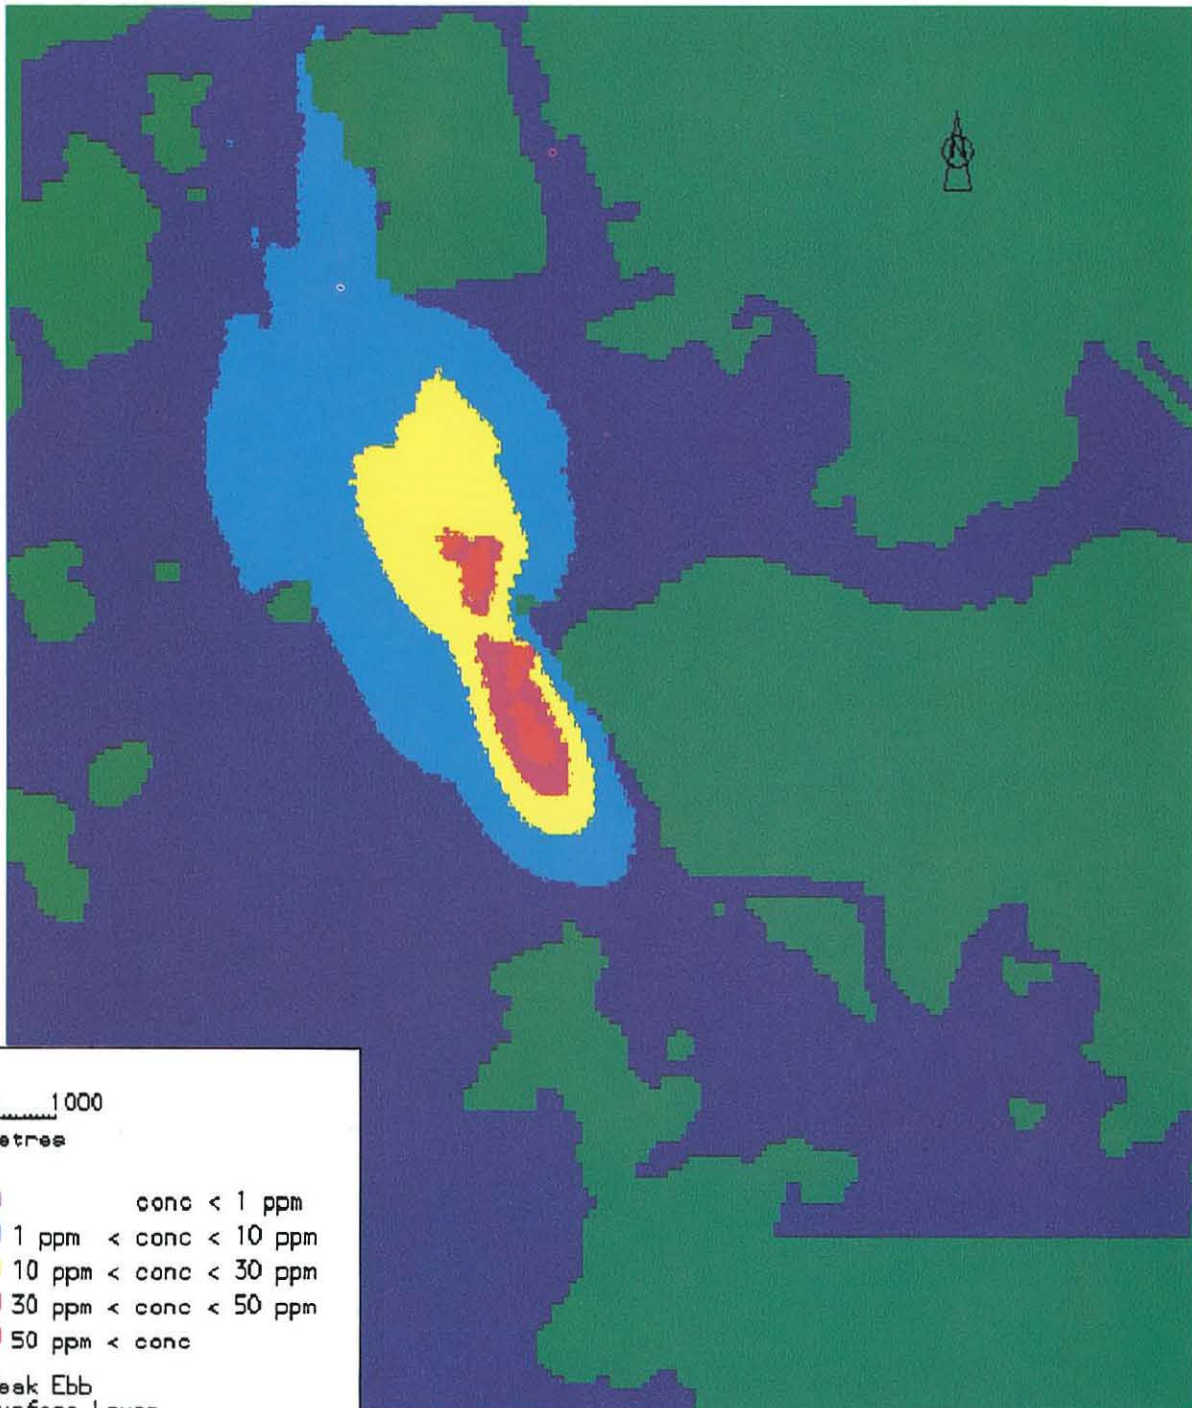 N
1000
etres
conc < 1 ppm
1 ppm < conc < 10 ppm
10 ppm < conc < 30 ppm
30 ppm < conc < 50 ppm
50 ppm < conc
eak Ebb